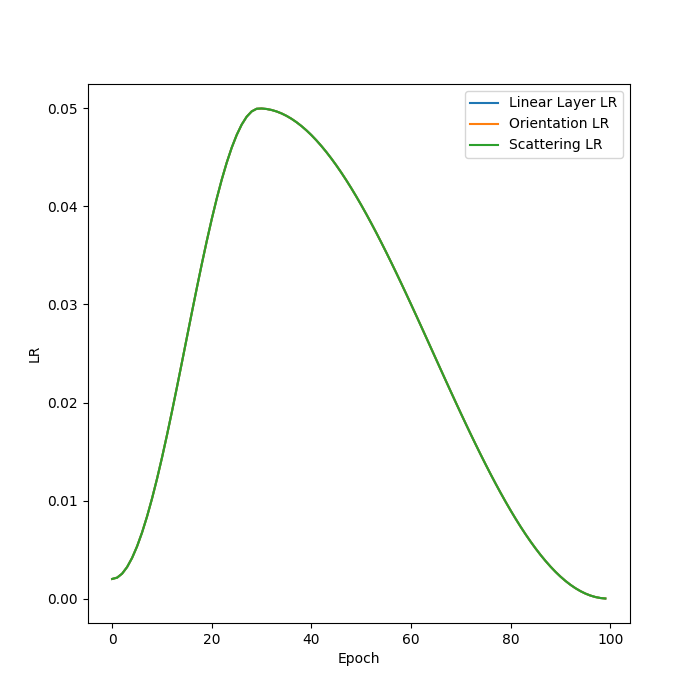 Linear Layer LR
Orientation LR
Scattering LR
0.05
0.04
0.03
0.02
0.01
0.00
LR
0 20 40 60 80 100
Epoch